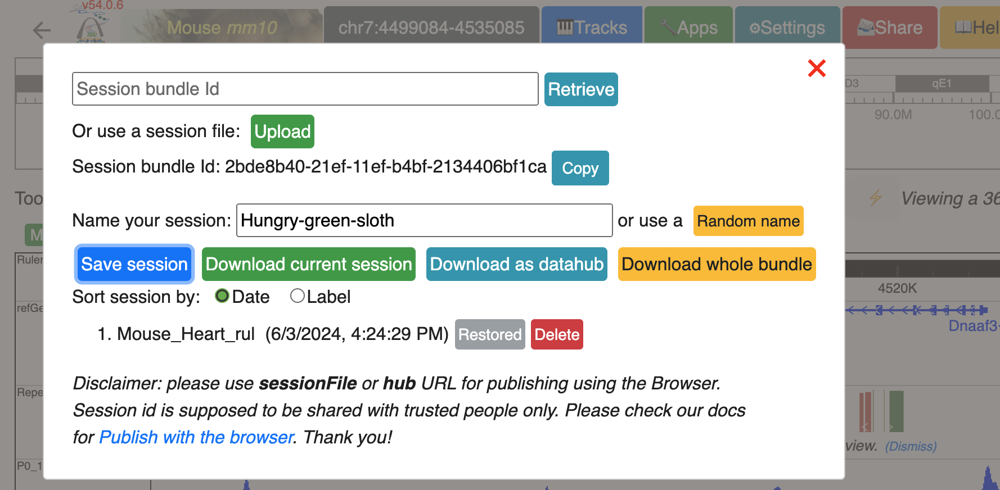 v54.0.6
Mouse mm10
chr7:4499084-4535085
Tracks
Apps
Settings
Share
Hel
Session bundle Id
Retrieve
Or use a session file:
Upload
Session bundle Id: 2bde8b40-21ef-11ef-b4bf-2134406bf1ca
Copy
Name your session:
Hungry-green-sloth
or use a
Random name
Save session
Download current session
Download as datahub
Download whole bundle
Sort session by:
Date
Label
1. Mouse_Heart_rul (6/3/2024, 4:24:29 PM)
Restored
Delete
Disclaimer: please use sessionFile or hub URL for publishing using the Browser.
Session id is supposed to be shared with trusted people only. Please check our docs
for Publish with the browser. Thank you!
D3
qE1
90.0M
100.0
Too
Viewing a 36
M
Ruler
4520K
refGe
Dnaaf3
Repe
view. (Dismiss)
P0_1